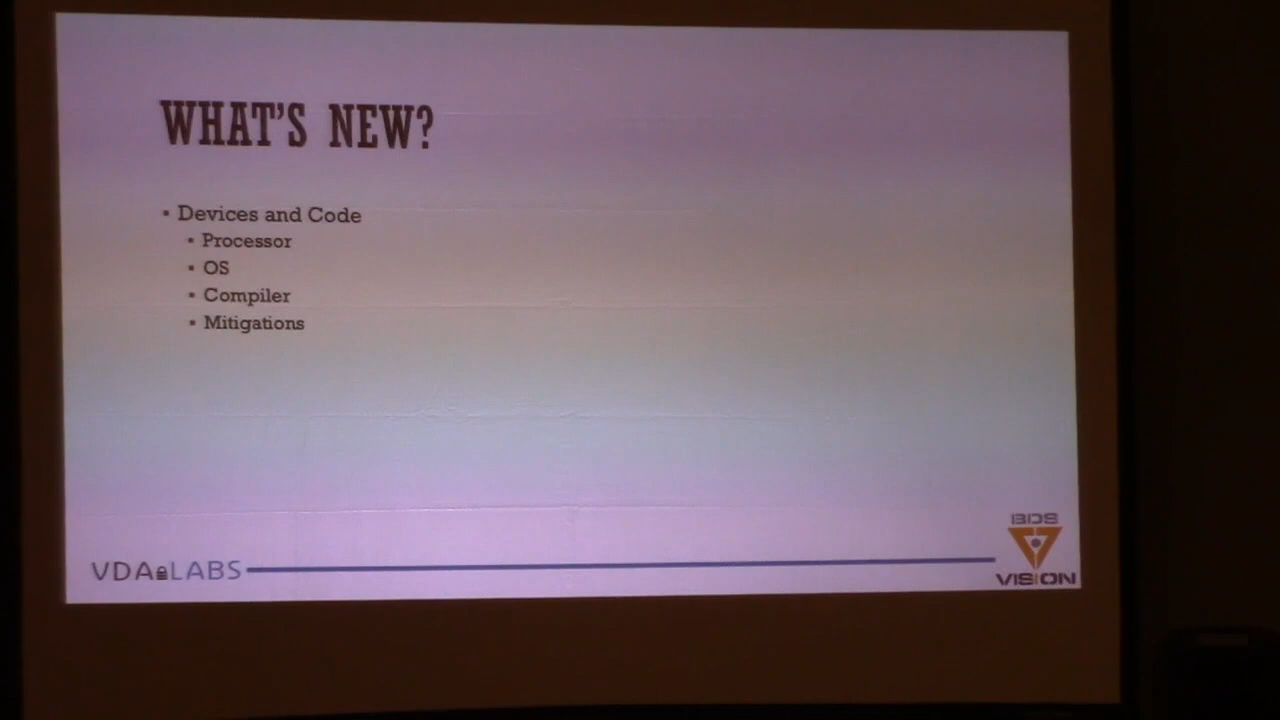 WHAT'S NEW?
▪ Devices and Code
▪ Processor
▪ OS
▪ Compiler
▪ Mitigations
VDA LABS
BDS
VISION